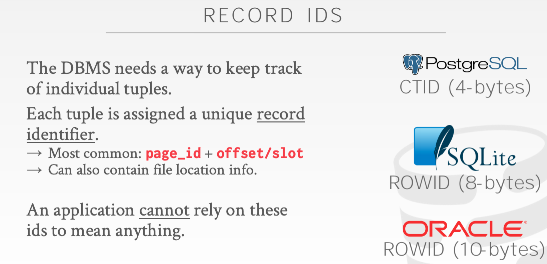 RECORD IDS
The DBMS needs a way to keep track
of individual tuples.
Each tuple is assigned a unique record
identifier.
→ Most common: page_id + offset/slot
→ Can also contain file location info.
An application cannot rely on these
ids to mean anything.
PostgreSQL
CTID (4-bytes)
SQLite
ROWID (8-bytes)
ORACLE
ROWID (10-bytes)